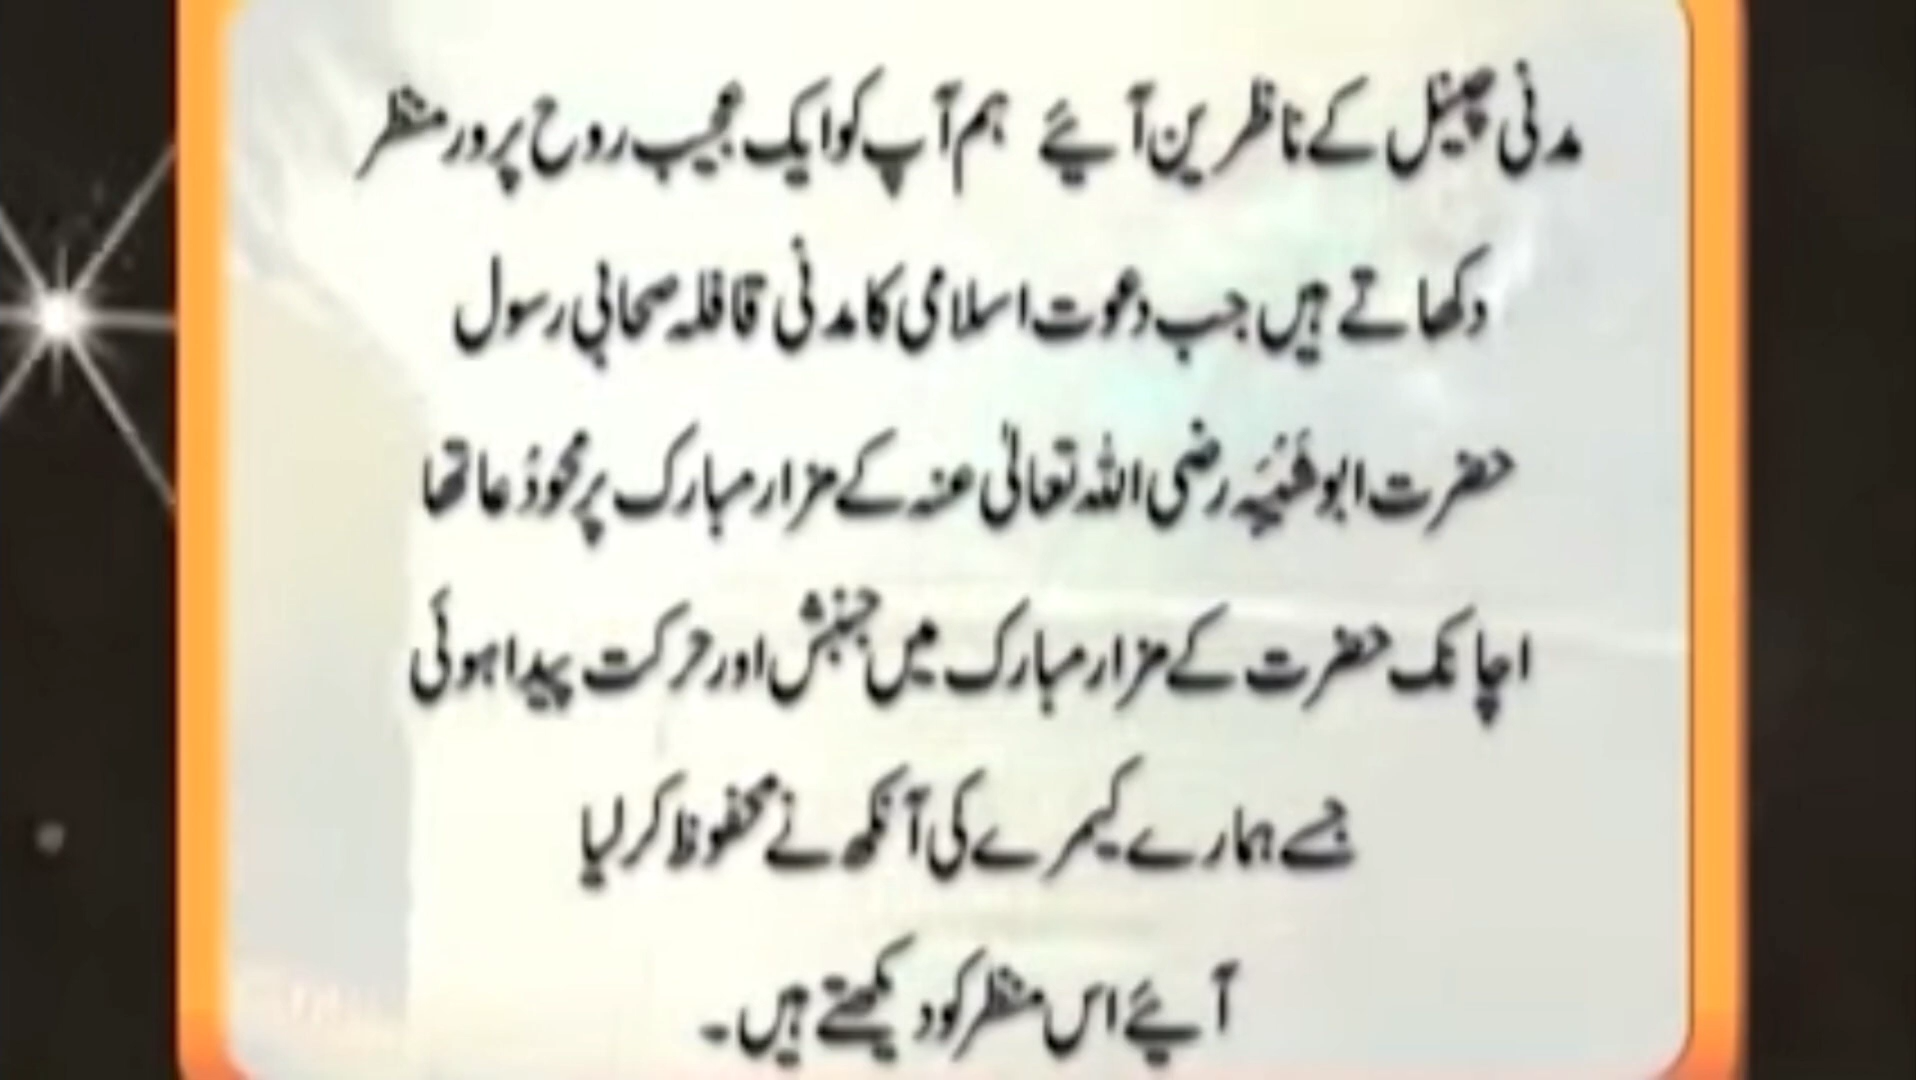 مدنی چینل کے ناظرین آیئے ہم آپ کو ایک عجیب روح پرور منظر
دکھاتے ہیں جب دعوت اسلامی کا مدنی قافلہ صحابی رسول
حضرت ابو رضی اللہ تعالیٰ عنہ کے مزار مبارک پر محوِ دُعا تھا
اچانک حضرت کے مزار مبارک میں جنبش اور حرکت پیدا ہوئی
جسے ہمارے کیمرے کی آنکھ نے محفوظ کر لیا
آیئے اس منظر کو دیکھتے ہیں۔